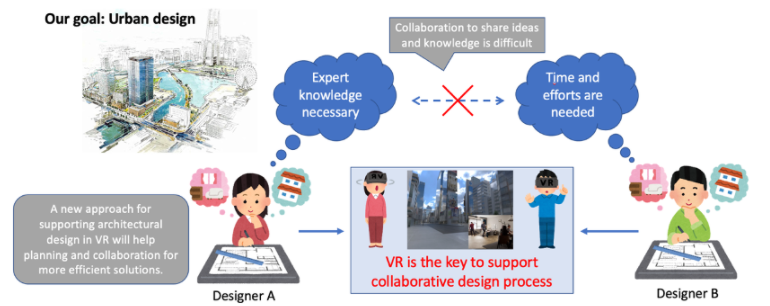 Our goal: Urban design
Collaboration to share ideas
and knowledge is difficult
Expert
knowledge
necessary
Time and
efforts are
needed
A new approach for
supporting architectural
design in VR will help
planning and collaboration for
more efficient solutions.
VR
VR
VR is the key to support
collaborative design process
Designer A
Designer B